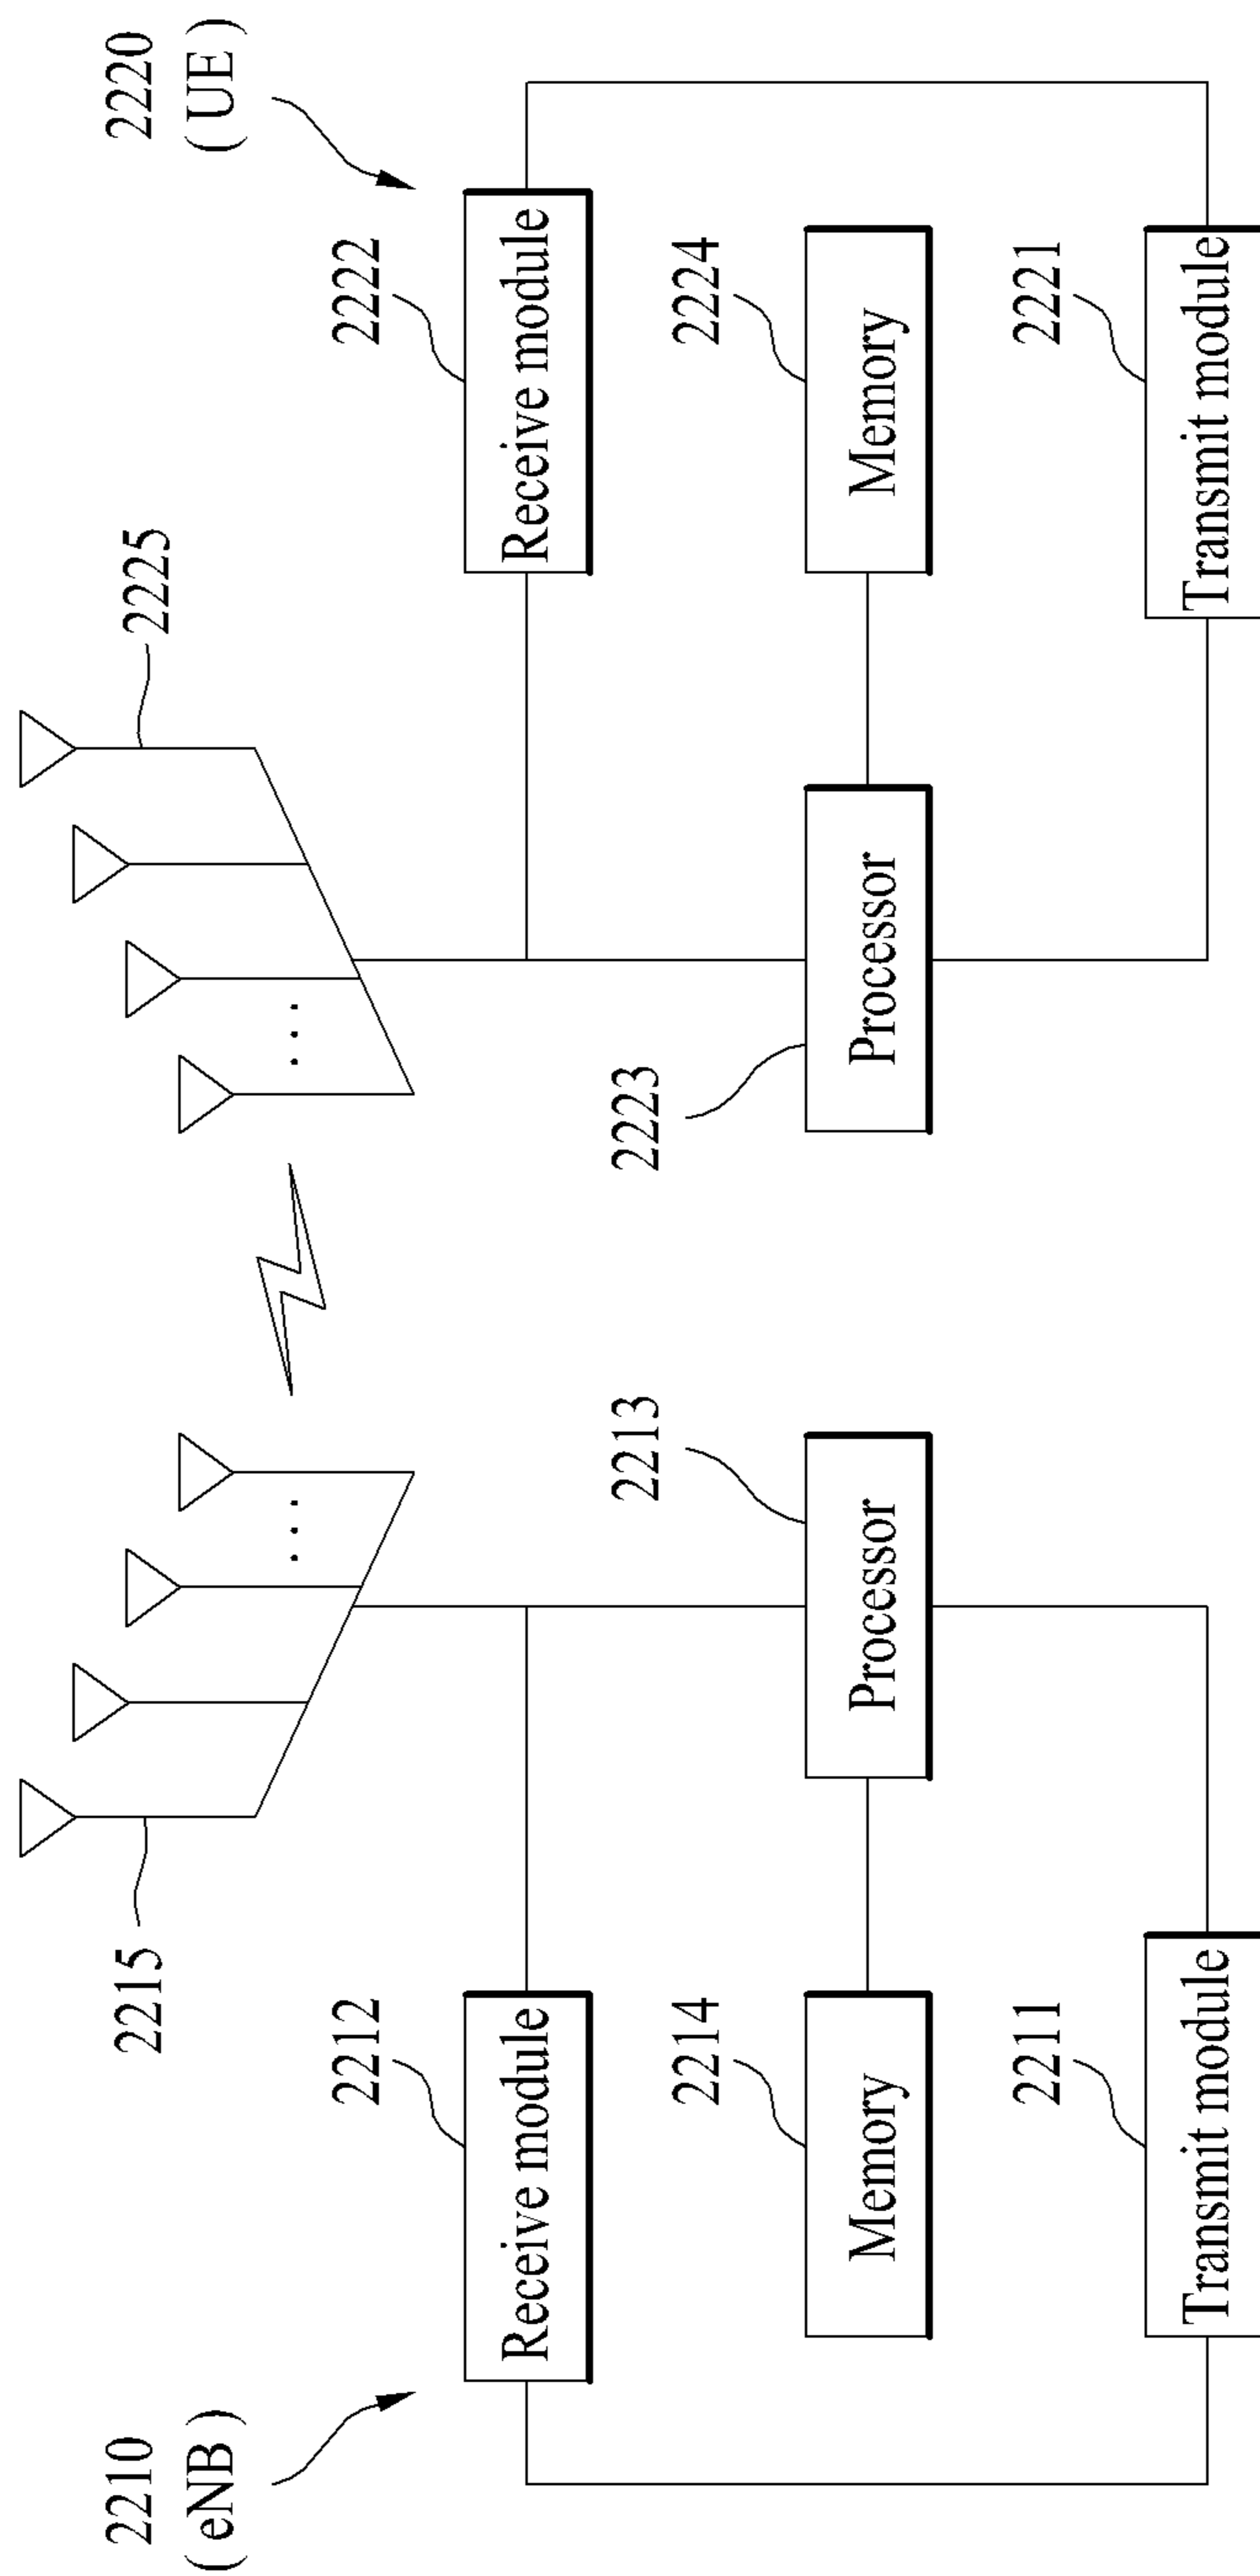 2210
( eNB )
2220
( UE )
2215
2225
2212
Receive module
2222
Receive module
2213
Processor
2223
Processor
2214
Memory
2224
Memory
2211
Transmit module
2221
Transmit module
...
...